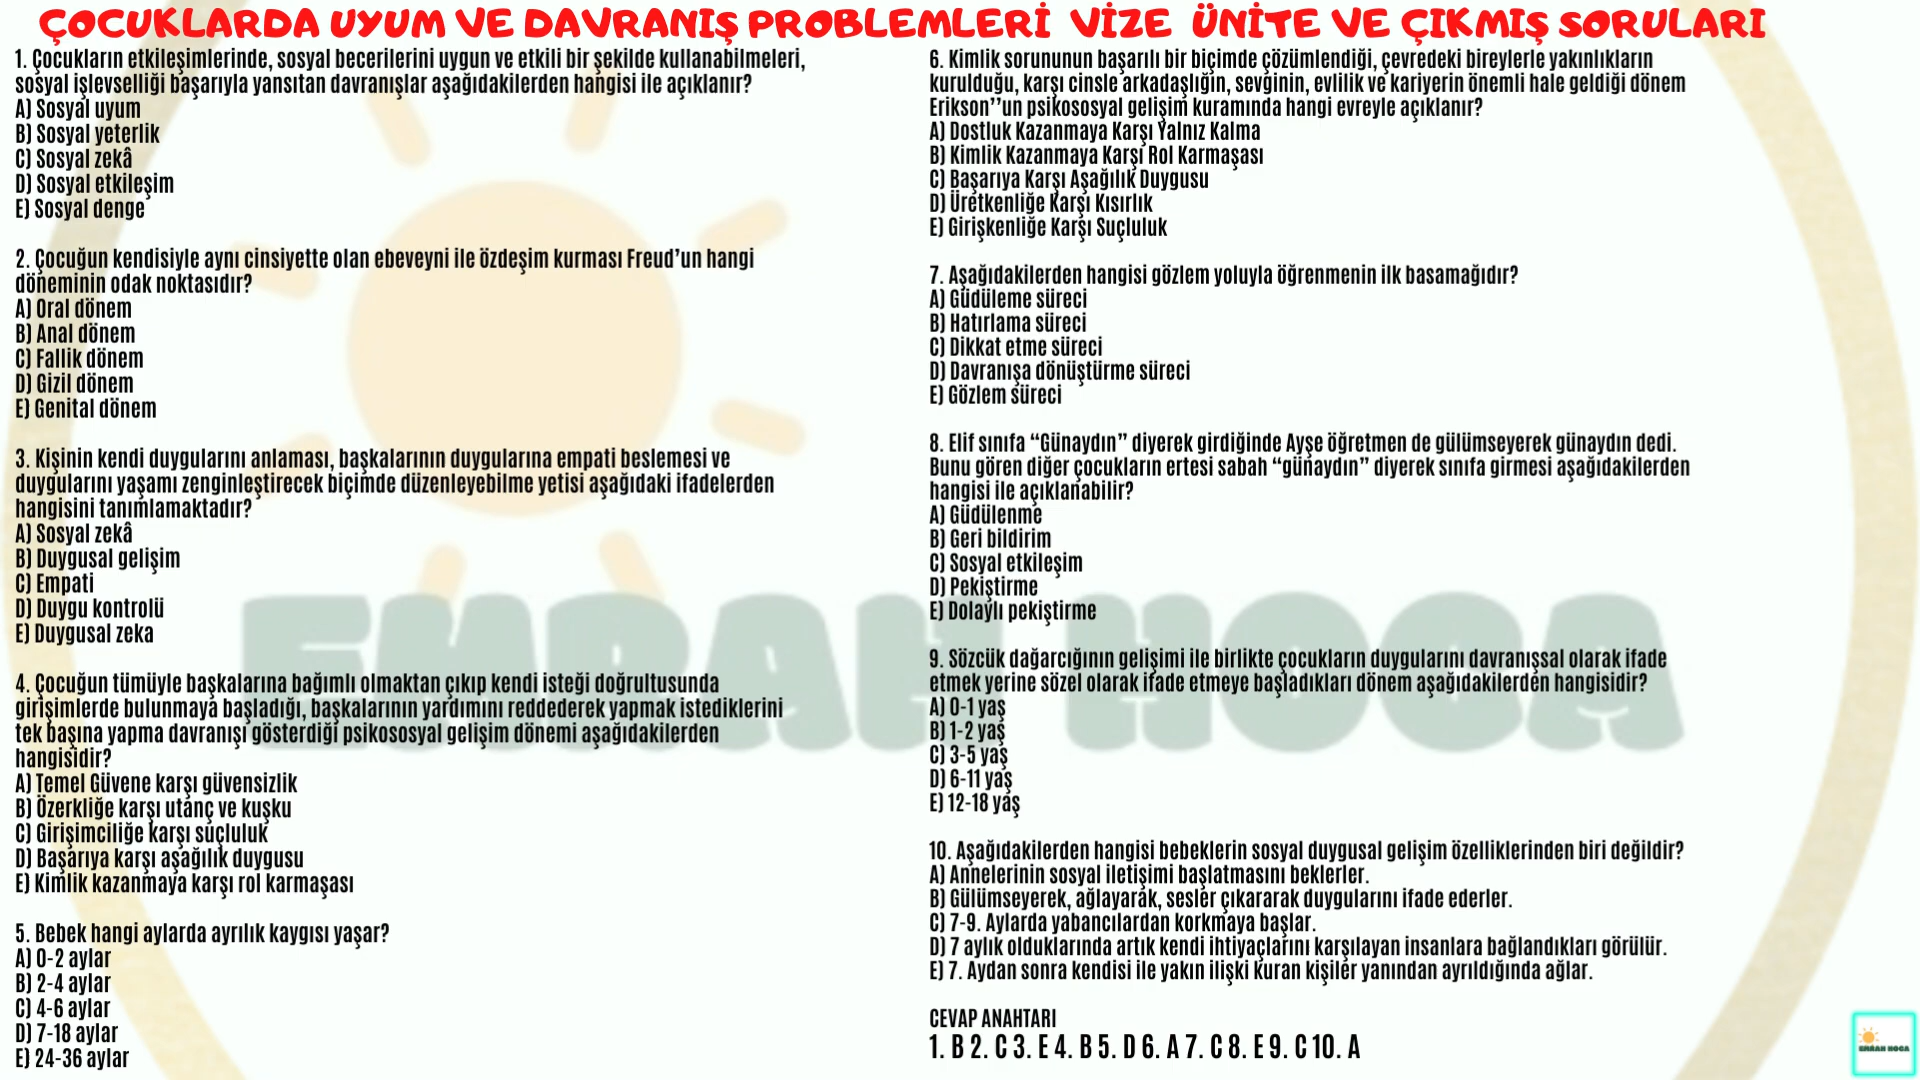 ÇOCUKLARDA UYUM VE DAVRANIŞ PROBLEMLERİ VİZE ÜNİTE VE ÇIKMIŞ SORULARI
1. Çocukların etkileşimlerinde, sosyal becerilerini uygun ve etkili bir şekilde kullanabilmeleri,
sosyal işlevselliği başarıyla yansıtan davranışlar aşağıdakilerden hangisi ile açıklanır?
A) Sosyal uyum
B) Sosyal yeterlik
C) Sosyal zekâ
D) Sosyal etkileşim
E) Sosyal denge
2. Çocuğun kendisiyle aynı cinsiyette olan ebeveyni ile özdeşim kurması Freud’un hangi
döneminin odak noktasıdır?
A) Oral dönem
B) Anal dönem
C) Fallik dönem
D) Gizil dönem
E) Genital dönem
3. Kişinin kendi duygularını anlaması, başkalarının duygularına empati beslemesi ve
duygularını yaşamı zenginleştirecek biçimde düzenleyebilme yetisi aşağıdaki ifadelerden
hangisini tanımlamaktadır?
A) Sosyal zekâ
B) Duygusal gelişim
C) Empati
D) Duygu kontrolü
E) Duygusal zeka
4. Çocuğun tümüyle başkalarına bağımlı olmaktan çıkıp kendi isteği doğrultusunda
girişimlerde bulunmaya başladığı, başkalarının yardımını reddederek yapmak istediklerini
tek başına yapma davranışı gösterdiği psikososyal gelişim dönemi aşağıdakilerden
hangisidir?
A) Temel Güvene karşı güvensizlik
B) Özerkliğe karşı utanç ve kuşku
C) Girişimciliğe karşı suçluluk
D) Başarıya karşı aşağılık duygusu
E) Kimlik kazanmaya karşı rol karmaşası
5. Bebek hangi aylarda ayrılık kaygısı yaşar?
A) 0-2 aylar
B) 2-4 aylar
C) 4-6 aylar
D) 7-18 aylar
E) 24-36 aylar
6. Kimlik sorununun başarılı bir biçimde çözümlendiği, çevredeki bireylerle yakınlıkların
kurulduğu, karşı cinsle arkadaşlığın, sevginin, evlilik ve kariyerin önemli hale geldiği dönem
Erikson’’un psikososyal gelişim kuramında hangi evreyle açıklanır?
A) Dostluk Kazanmaya Karşı Yalnız Kalma
B) Kimlik Kazanmaya Karşı Rol Karmaşası
C) Başarıya Karşı Aşağılık Duygusu
D) Üretkenliğe Karşı Kısırlık
E) Girişkenliğe Karşı Suçluluk
7. Aşağıdakilerden hangisi gözlem yoluyla öğrenmenin ilk basamağıdır?
A) Güdüleme süreci
B) Hatırlama süreci
C) Dikkat etme süreci
D) Davranışa dönüştürme süreci
E) Gözlem süreci
8. Elif sınıfa “Günaydın” diyerek girdiğinde Ayşe öğretmen de gülümseyerek günaydın dedi.
Bunu gören diğer çocukların ertesi sabah “günaydın” diyerek sınıfa girmesi aşağıdakilerden
hangisi ile açıklanabilir?
A) Güdülenme
B) Geri bildirim
C) Sosyal etkileşim
D) Pekiştirme
E) Dolaylı pekiştirme
9. Sözcük dağarcığının gelişimi ile birlikte çocukların duygularını davranışsal olarak ifade
etmek yerine sözel olarak ifade etmeye başladıkları dönem aşağıdakilerden hangisidir?
A) 0-1 yaş
B) 1-2 yaş
C) 3-5 yaş
D) 6-11 yaş
E) 12-18 yaş
10. Aşağıdakilerden hangisi bebeklerin sosyal duygusal gelişim özelliklerinden biri değildir?
A) Annelerinin sosyal iletişimi başlatmasını beklerler.
B) Gülümseyerek, ağlayarak, sesler çıkararak duygularını ifade ederler.
C) 7-9. Aylarda yabancılardan korkmaya başlar.
D) 7 aylık olduklarında artık kendi ihtiyaçlarını karşılayan insanlara bağlandıkları görülür.
E) 7. Aydan sonra kendisi ile yakın ilişki kuran kişiler yanından ayrıldığında ağlar.
CEVAP ANAHTARI
1. B 2. C 3. E 4. B 5. D 6. A 7. C 8. E 9. C 10. A
EMRAH HOCA
EMRAH HOCA